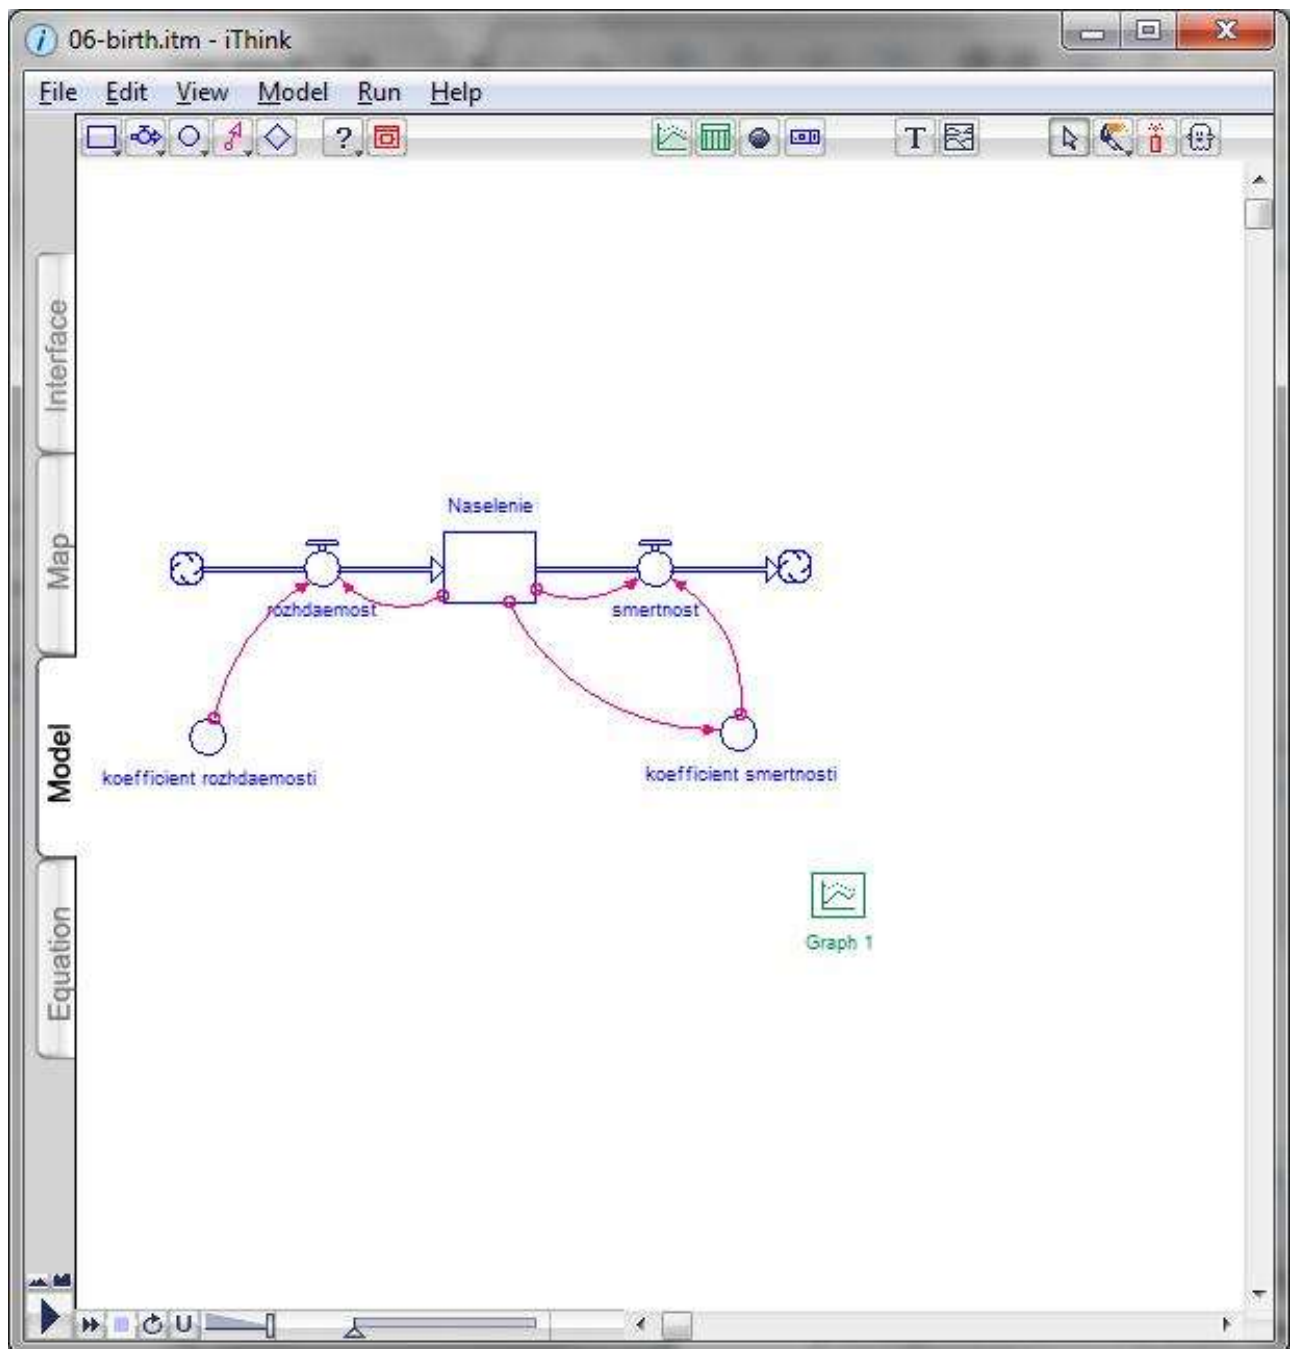 06-birth.itm - iThink
File Edit View Model Run Help
? T
Interface
Map
Model
Equation
Naselenie
rozhdaemost
smertnost
koefficient rozhdaemosti
koefficient smertnosti
Graph 1
U